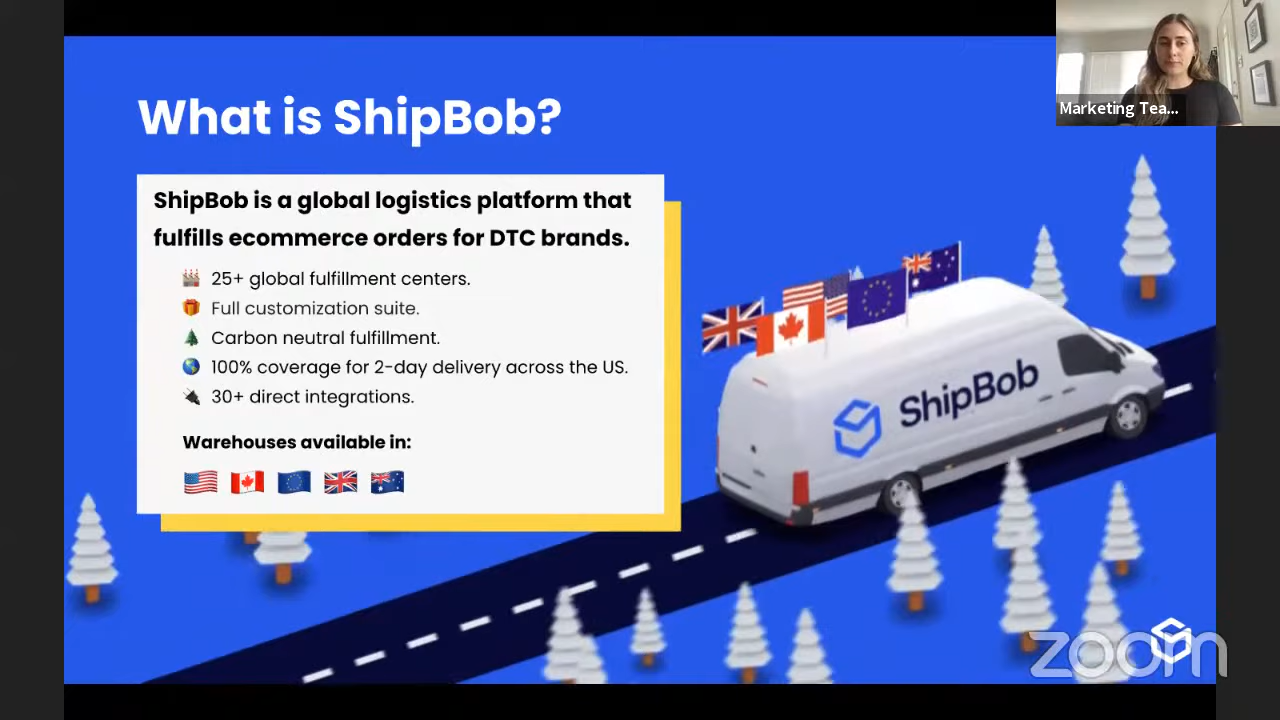 Marketing Tea...
What is ShipBob?
ShipBob is a global logistics platform that
fulfills ecommerce orders for DTC brands.
25+ global fulfillment centers.
Full customization suite.
Carbon neutral fulfillment.
100% coverage for 2-day delivery across the US.
30+ direct integrations.
Warehouses available in:
ShipBob
zoom